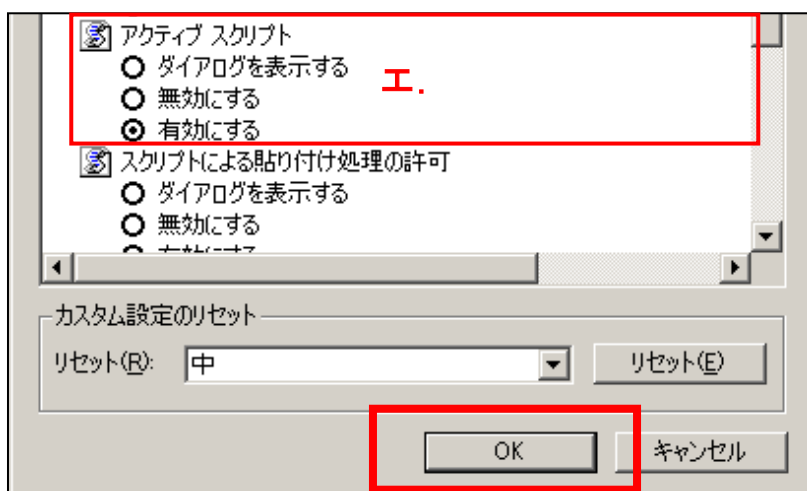 アクティブ スクリプト
ダイアログを表示する
エ.
無効にする
有効にする
スクリプトによる貼り付け処理の許可
ダイアログを表示する
無効にする
カスタム設定のリセット
リセット(R): 中 リセット(E)
OK キャンセル